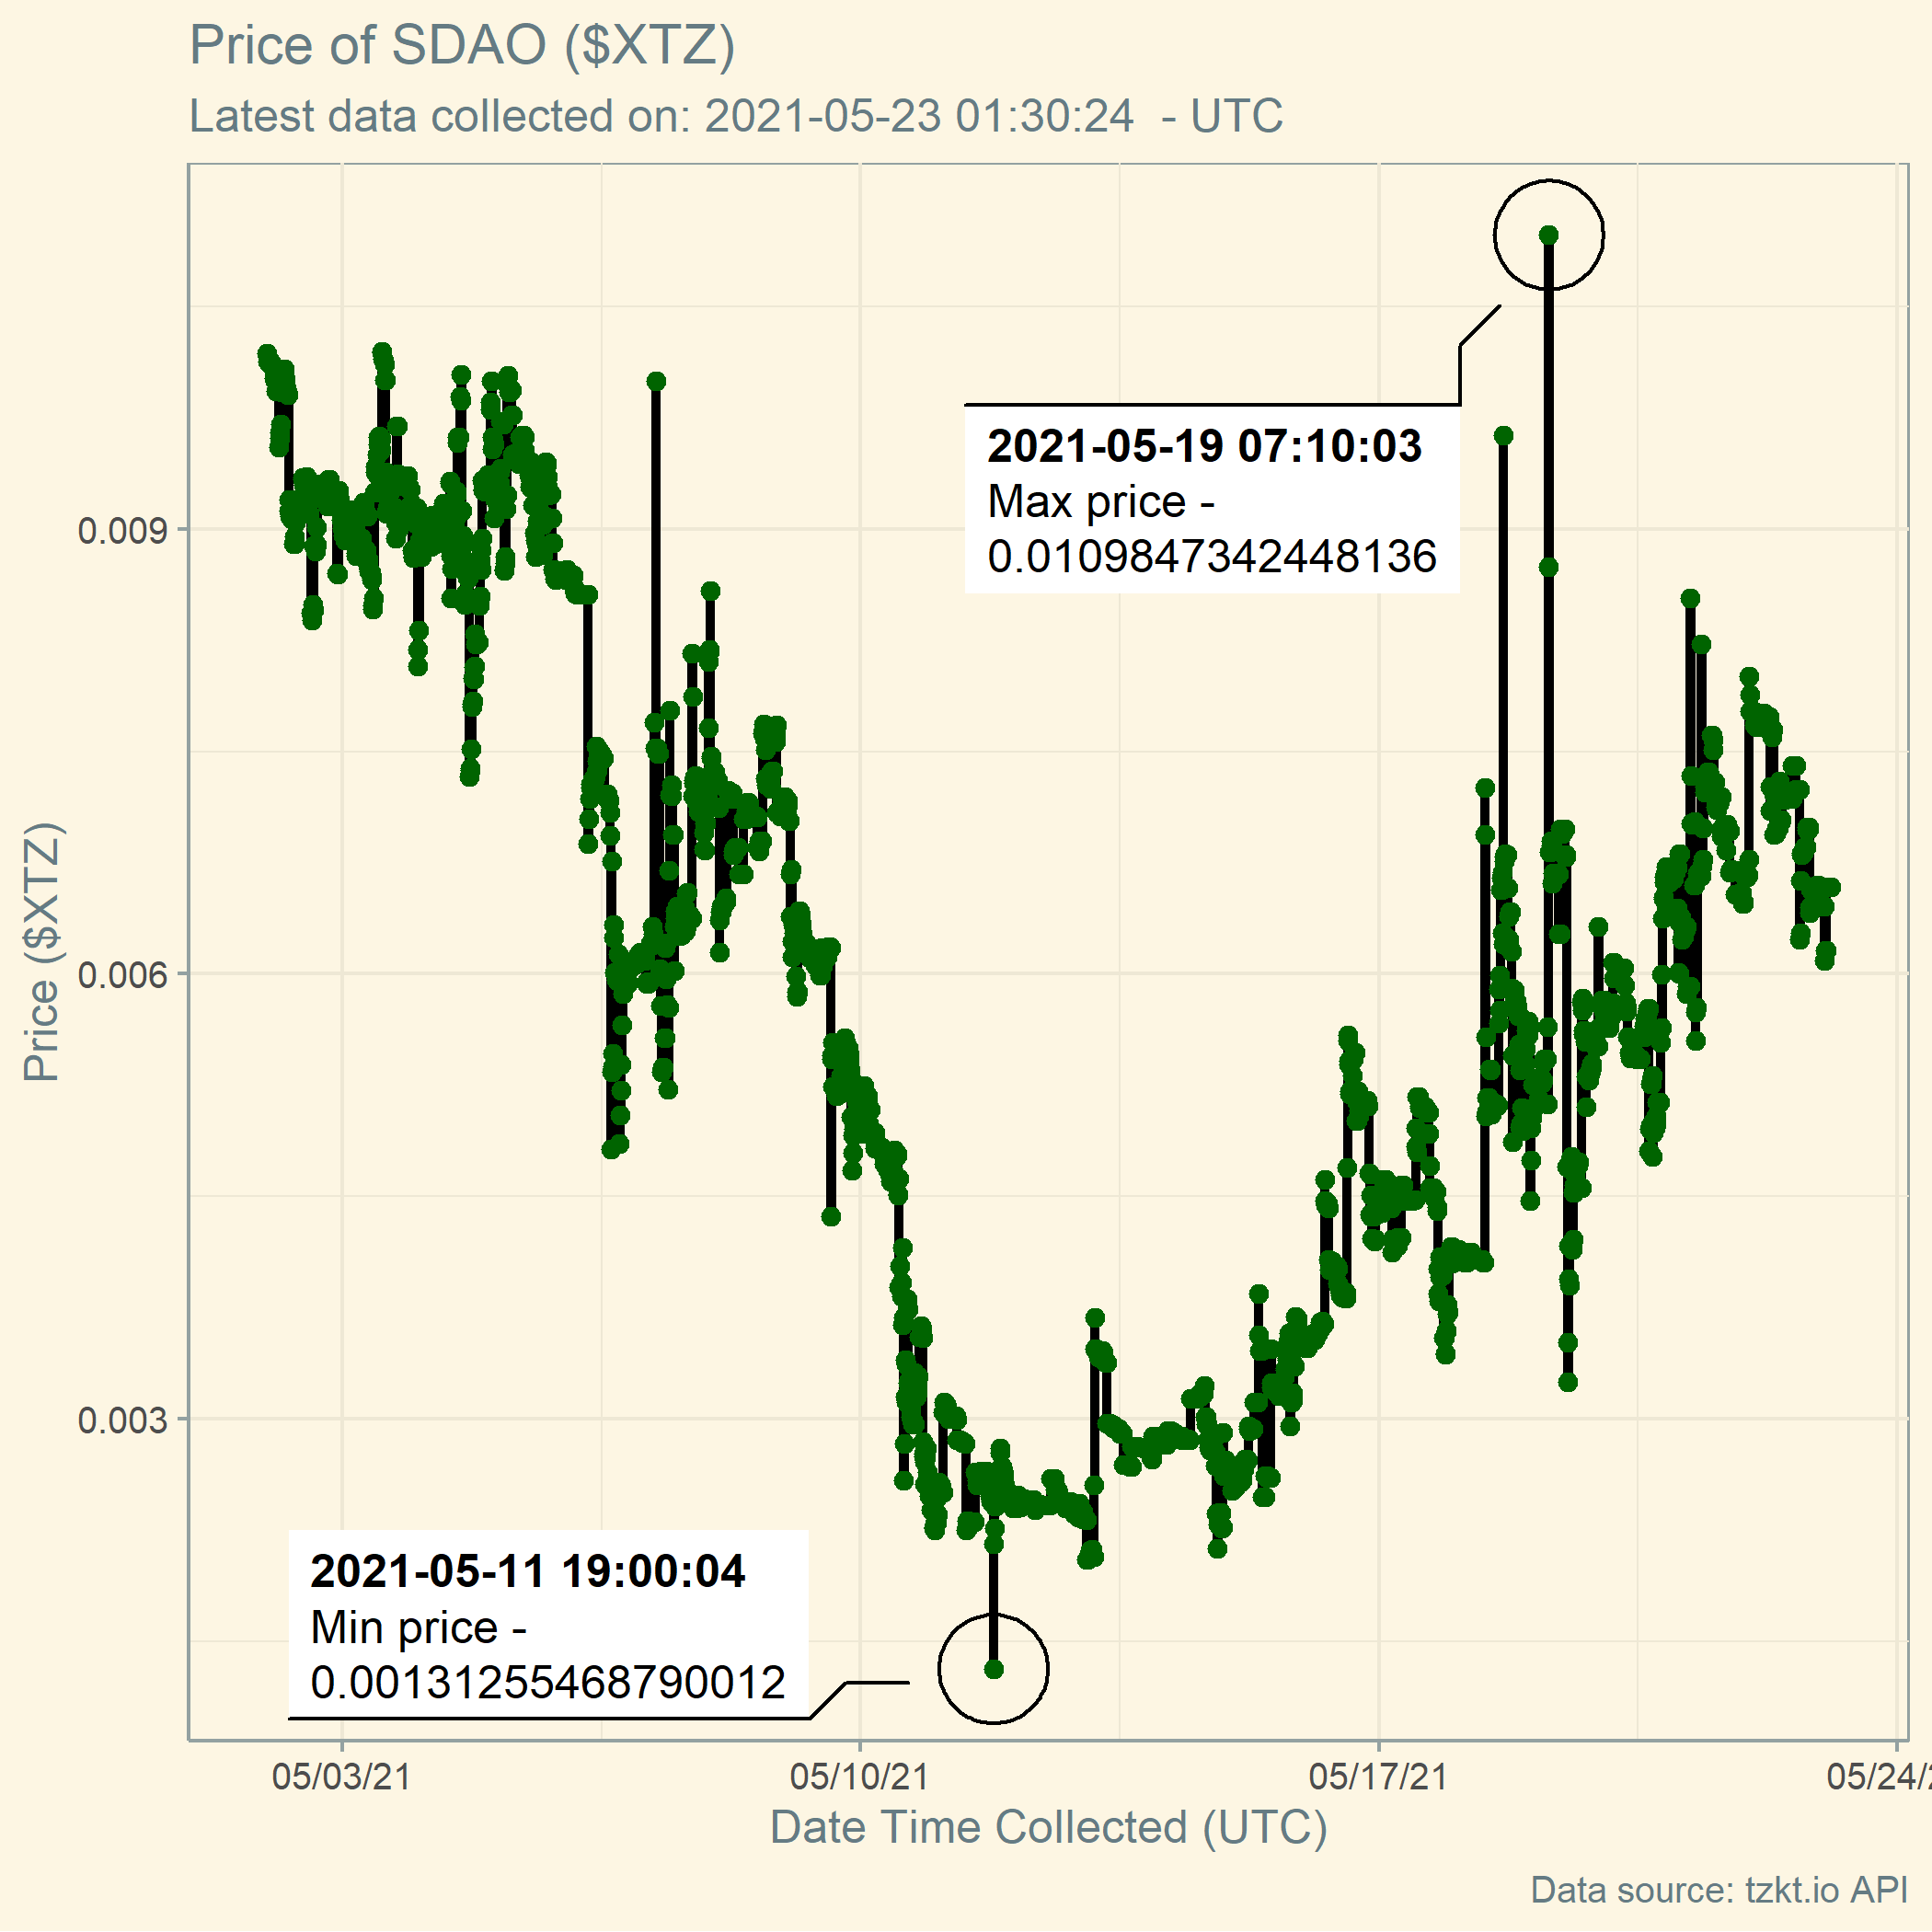 Price of SDAO ($XTZ)
Latest data collected on: 2021-05-23 01:30:24  - UTC
2021-05-19 07:10:03
Max price -
0.0109847342448136
0.009
0.006
0.003
Price ($XTZ)
2021-05-11 19:00:04
Min price -
0.00131255468790012
05/03/21
05/10/21
05/17/21
05/24/2
Date Time Collected (UTC)
Data source: tzkt.io API